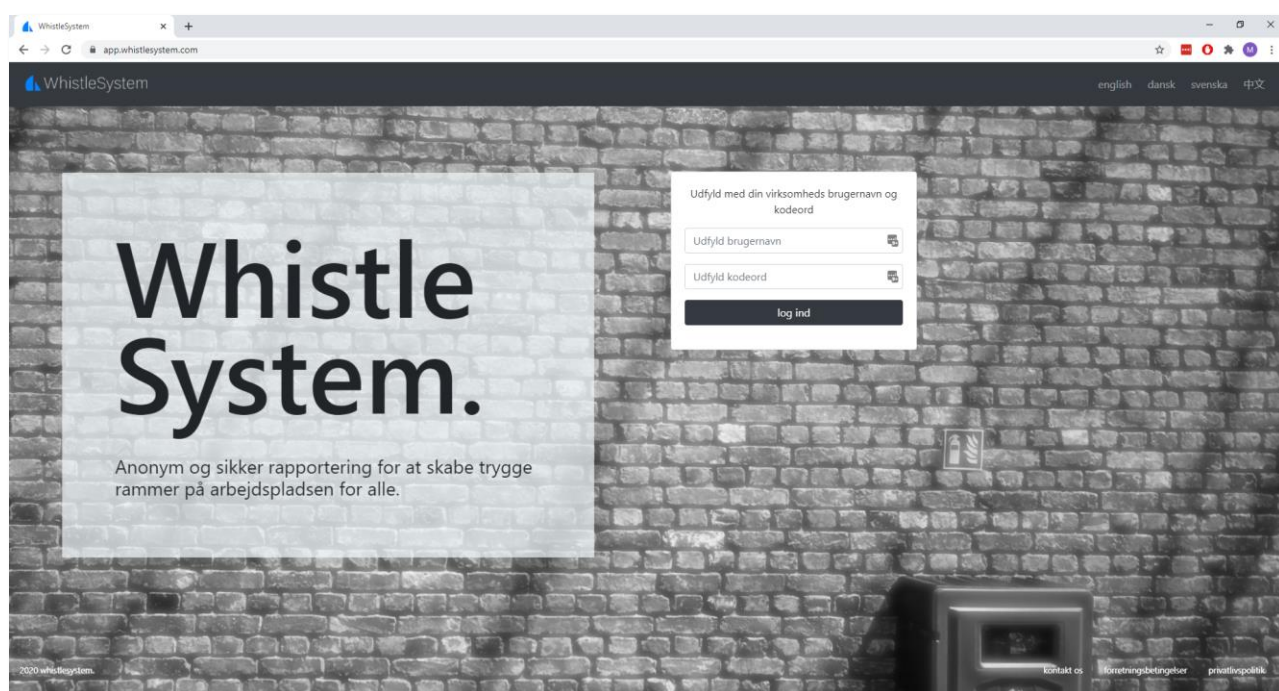 WhistleSystem
app.whistlesystem.com
M
WhistleSystem
english dansk svenska 中文
Udfyld med din virksomheds brugernavn og
kodeord
Udfyld brugernavn
Udfyld kodeord
log ind
Whistle
System.
Anonym og sikker rapportering for at skabe trygge
rammer på arbejdspladsen for alle.
2020 whistlesystem.
kontakt os forretningsbetingelser privatlivspolitik